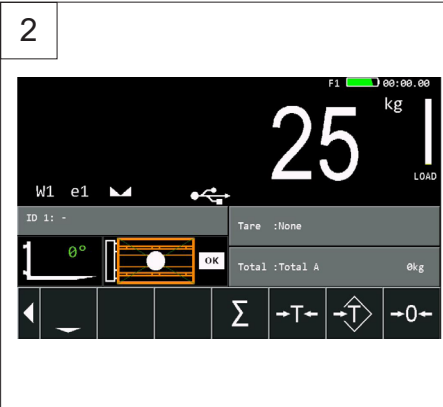 2
F1 00:00.00
25 kg
LOAD
W1 e1
ID 1: -
Tare :None
0°
OK
Total :Total A 0kg
Σ →T← →T→ →0←